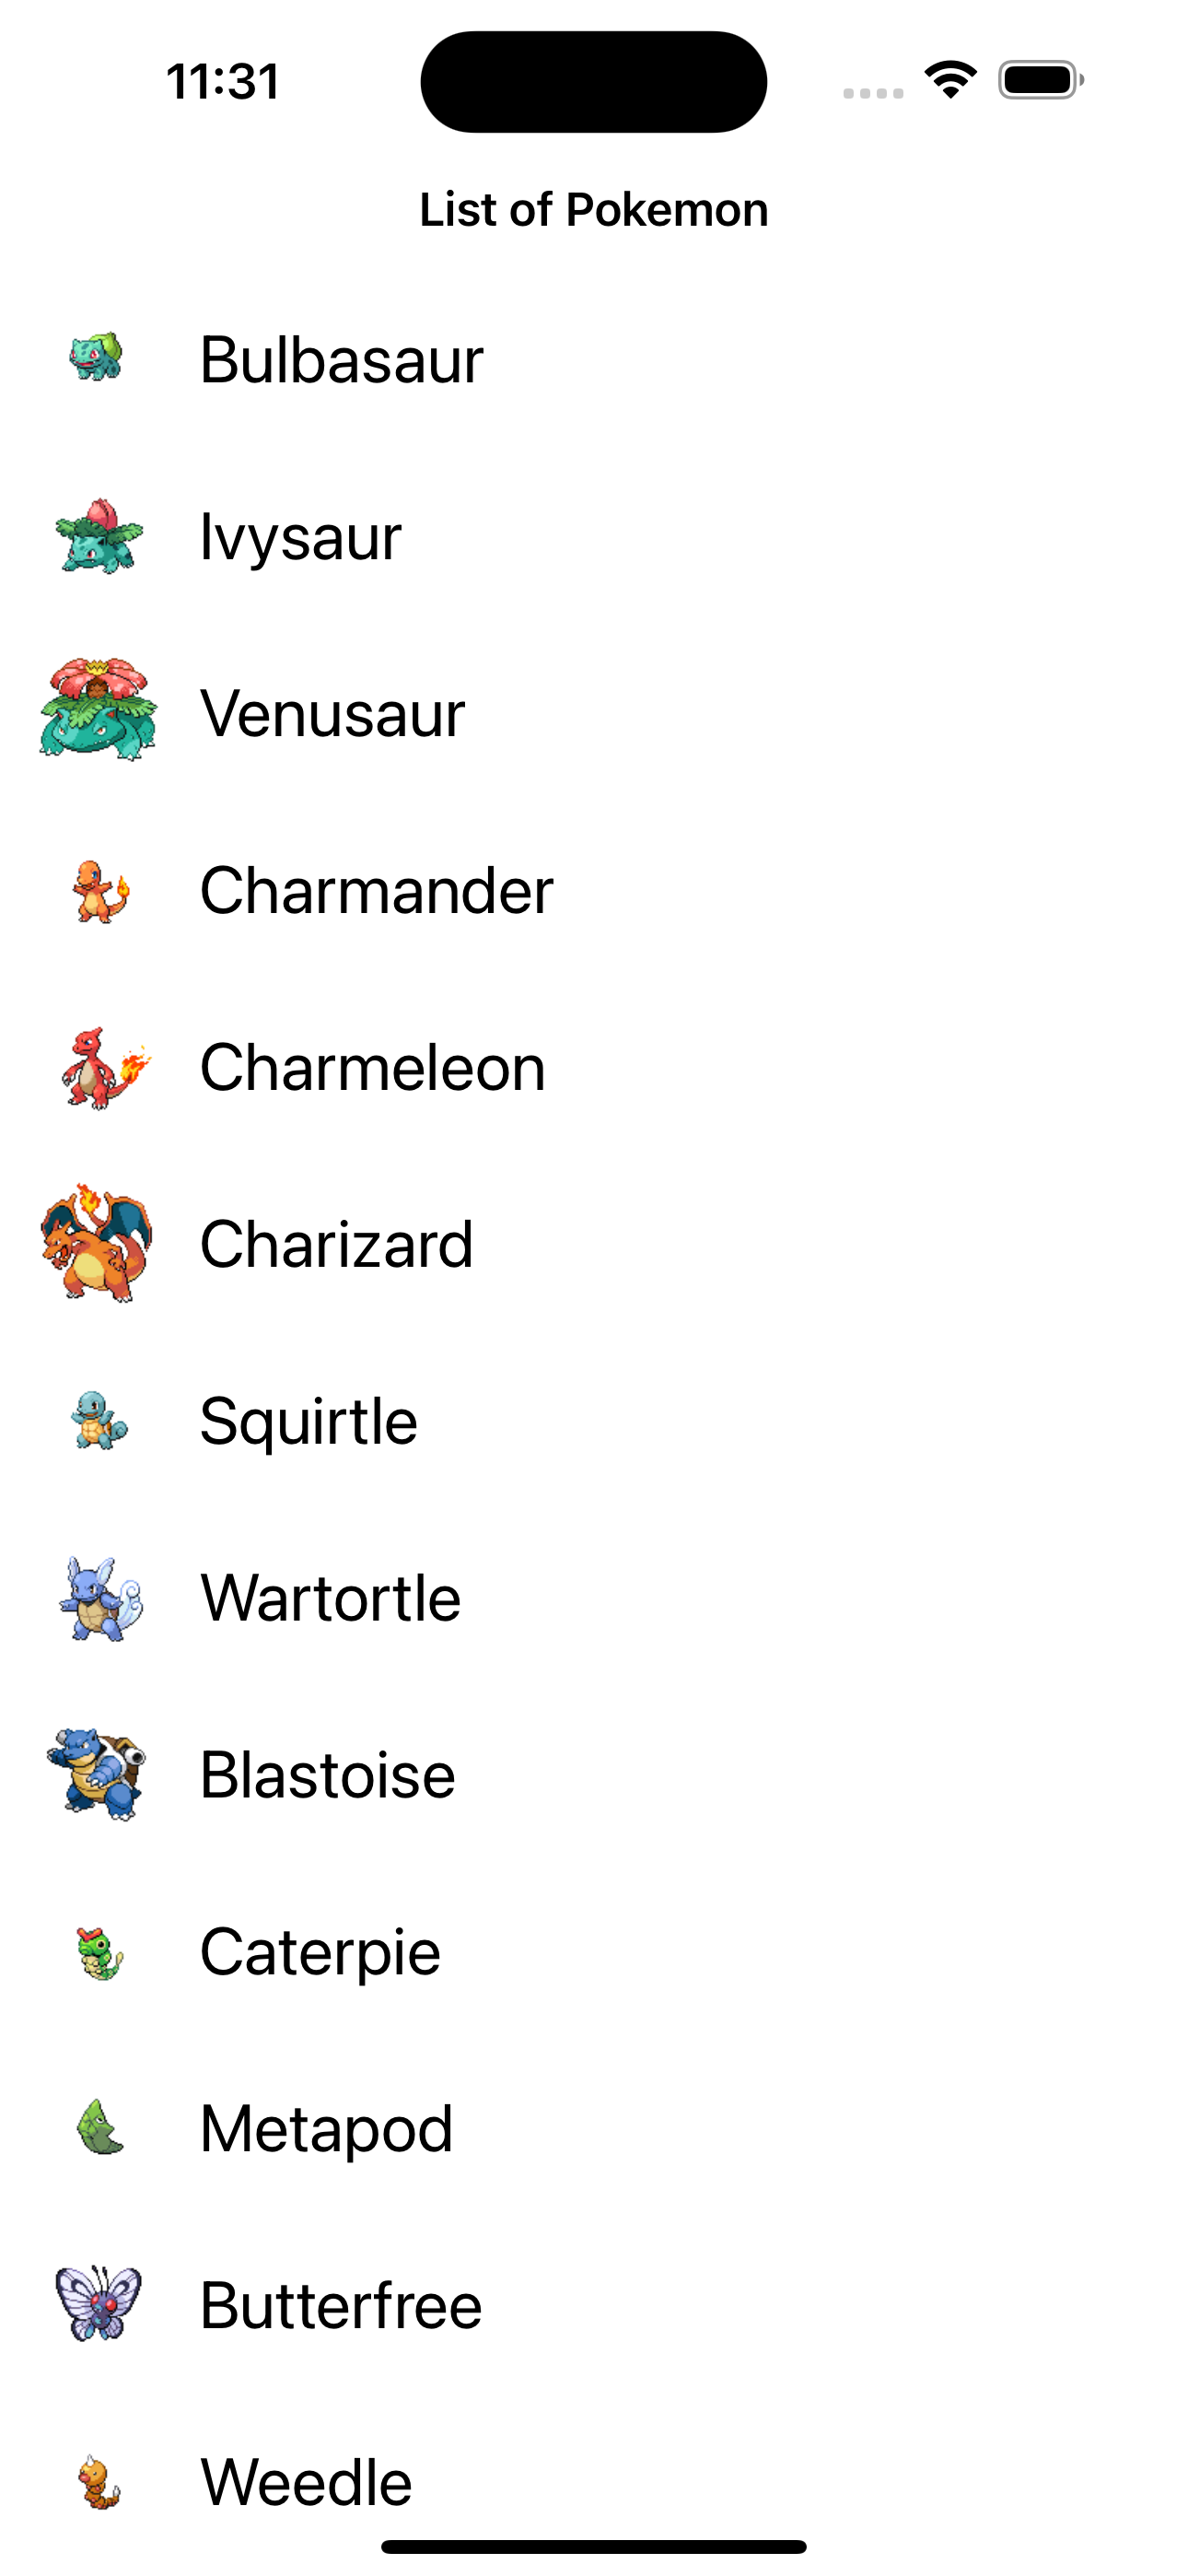 11:31
List of Pokemon
Bulbasaur
Ivysaur
Venusaur
Charmander
Charmeleon
Charizard
Squirtle
Wartortle
Blastoise
Caterpie
Metapod
Butterfree
Weedle